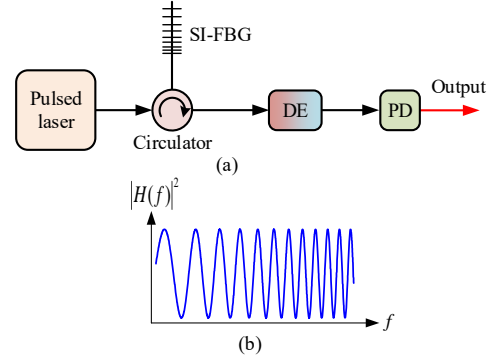 SI-FBG
Pulsed
laser
Circulator
DE
PD
Output
(a)
|H(f)|²
f
(b)